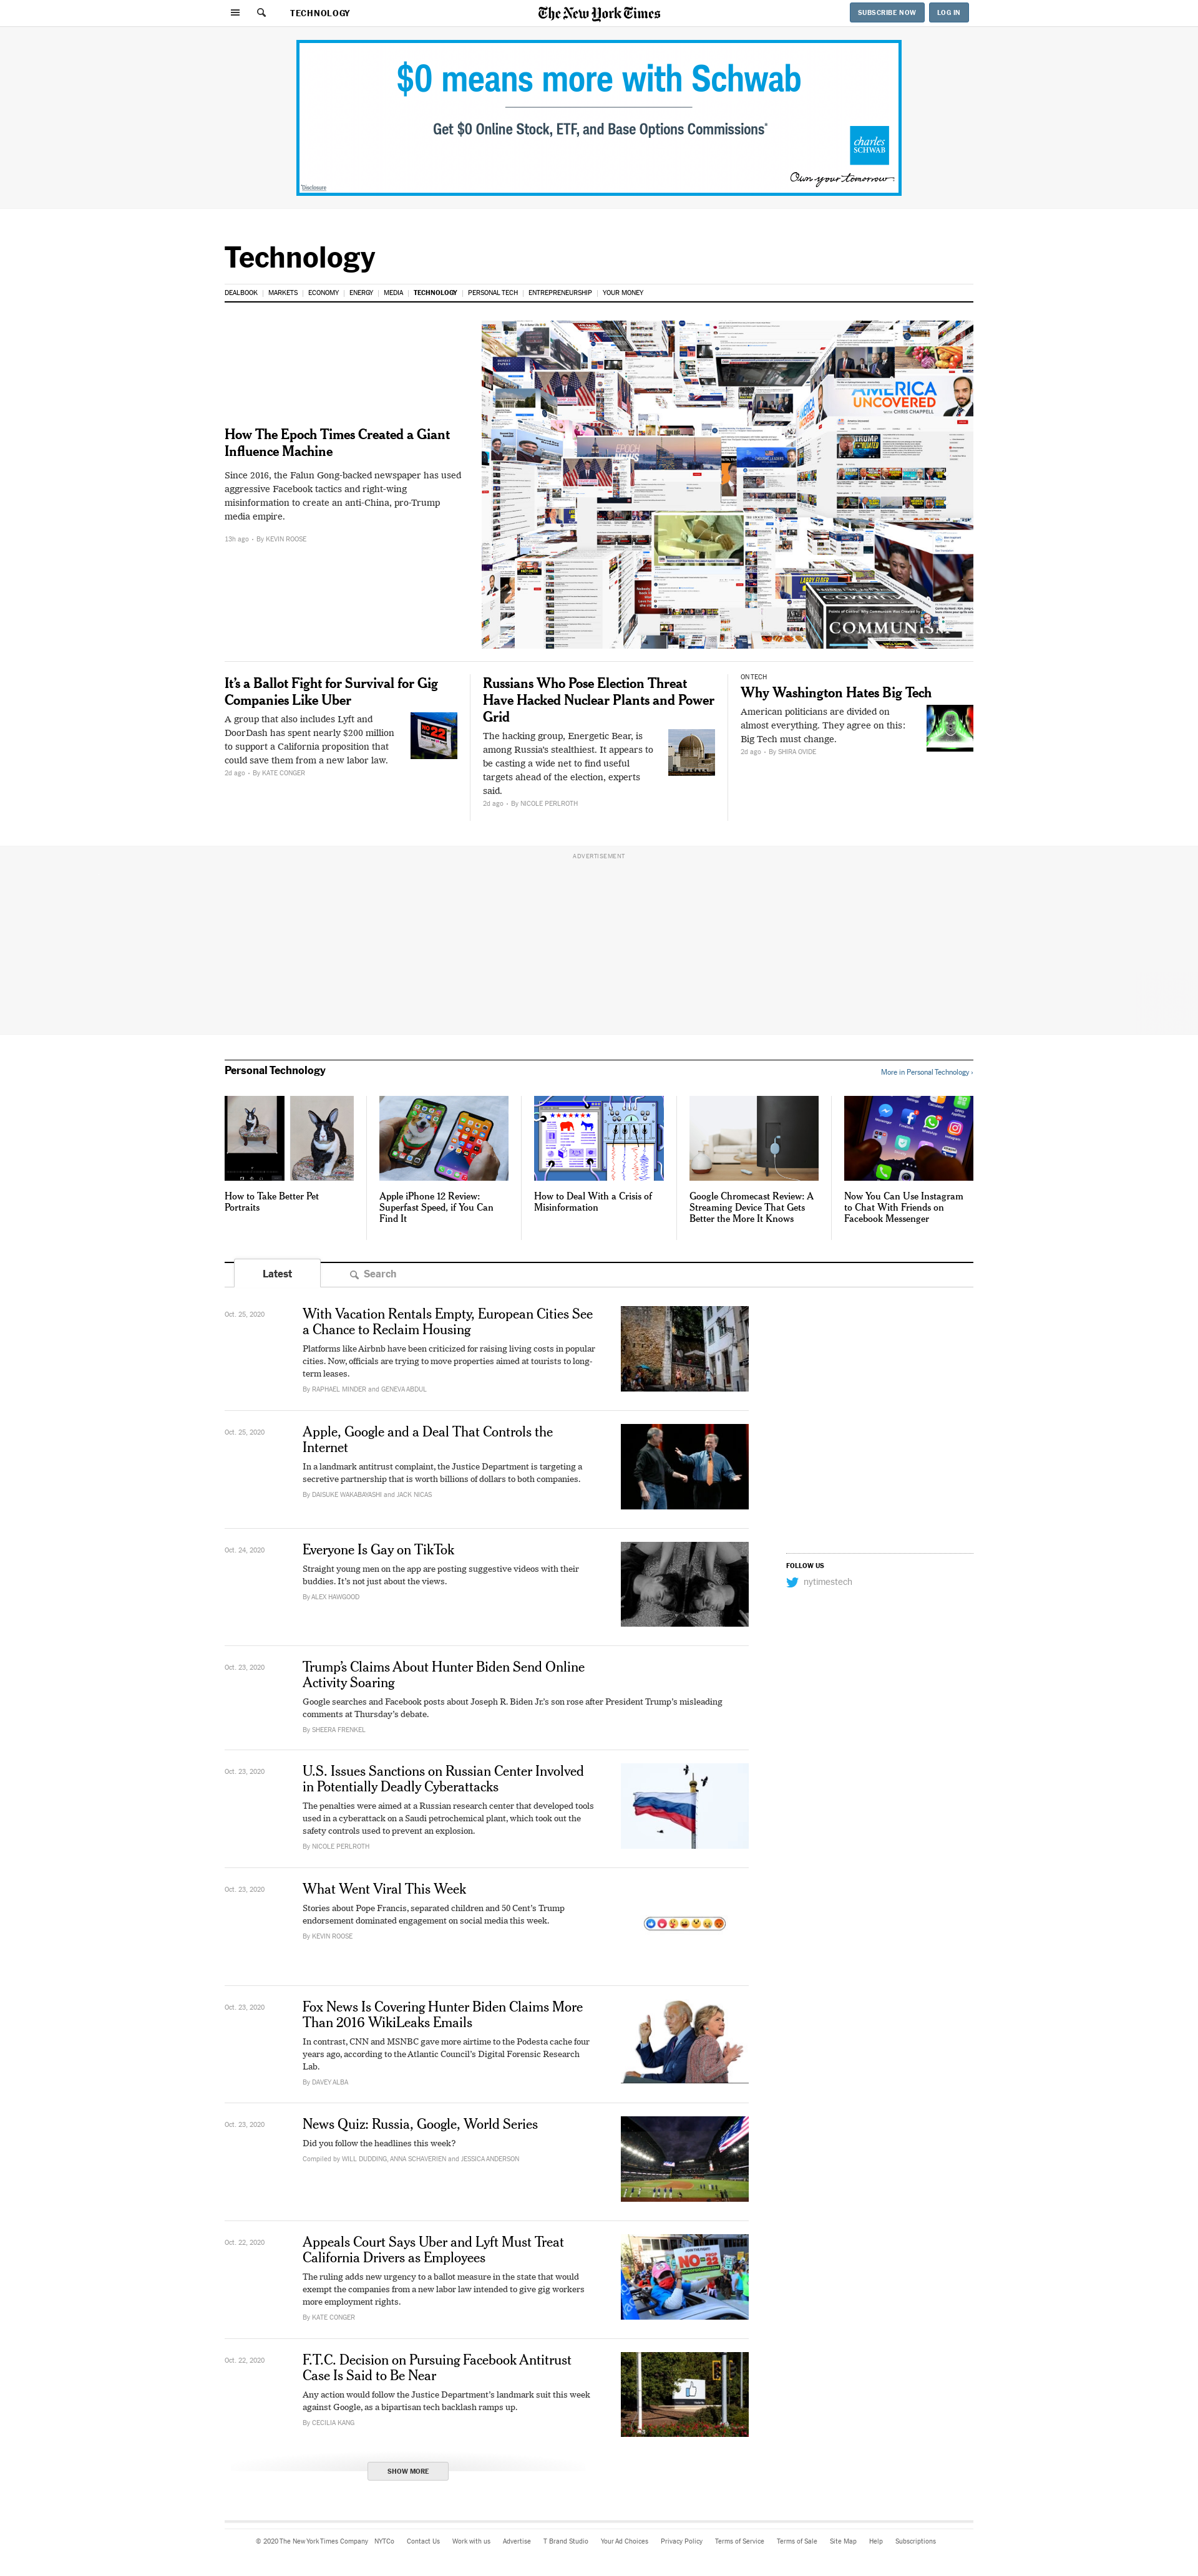 TECHNOLOGY
The New York Times
SUBSCRIBE NOW
LOG IN
$0 means more with Schwab
Get $0 Online Stock, ETF, and Base Options Commissions*
charles
SCHWAB
Own your tomorrow.
*Disclosure
Technology
DEALBOOK MARKETS ECONOMY ENERGY MEDIA TECHNOLOGY PERSONAL TECH ENTREPRENEURSHIP YOUR MONEY
AMERICA
UNCOVERED
WITH CHRIS CHAPPELL
EPOCH
NEWS
LARRY ELDER
COMMUNISM
How The Epoch Times Created a Giant
Influence Machine
Since 2016, the Falun Gong-backed newspaper has used
aggressive Facebook tactics and right-wing
misinformation to create an anti-China, pro-Trump
media empire.
13h ago • By KEVIN ROOSE
It’s a Ballot Fight for Survival for Gig
Companies Like Uber
A group that also includes Lyft and
DoorDash has spent nearly $200 million
to support a California proposition that
could save them from a new labor law.
2d ago • By KATE CONGER
Russians Who Pose Election Threat
Have Hacked Nuclear Plants and Power
Grid
The hacking group, Energetic Bear, is
among Russia’s stealthiest. It appears to
be casting a wide net to find useful
targets ahead of the election, experts
said.
2d ago • By NICOLE PERLROTH
ON TECH
Why Washington Hates Big Tech
American politicians are divided on
almost everything. They agree on this:
Big Tech must change.
2d ago • By SHIRA OVIDE
ADVERTISEMENT
Personal Technology
More in Personal Technology ›
How to Take Better Pet
Portraits
Apple iPhone 12 Review:
Superfast Speed, if You Can
Find It
How to Deal With a Crisis of
Misinformation
Google Chromecast Review: A
Streaming Device That Gets
Better the More It Knows
Now You Can Use Instagram
to Chat With Friends on
Facebook Messenger
Latest
Search
Oct. 25, 2020
With Vacation Rentals Empty, European Cities See
a Chance to Reclaim Housing
Platforms like Airbnb have been criticized for raising living costs in popular
cities. Now, officials are trying to move properties aimed at tourists to long-
term leases.
By RAPHAEL MINDER and GENEVA ABDUL
Oct. 25, 2020
Apple, Google and a Deal That Controls the
Internet
In a landmark antitrust complaint, the Justice Department is targeting a
secretive partnership that is worth billions of dollars to both companies.
By DAISUKE WAKABAYASHI and JACK NICAS
Oct. 24, 2020
Everyone Is Gay on TikTok
Straight young men on the app are posting suggestive videos with their
buddies. It’s not just about the views.
By ALEX HAWGOOD
FOLLOW US
nytimestech
Oct. 23, 2020
Trump’s Claims About Hunter Biden Send Online
Activity Soaring
Google searches and Facebook posts about Joseph R. Biden Jr.’s son rose after President Trump’s misleading
comments at Thursday’s debate.
By SHEERA FRENKEL
Oct. 23, 2020
U.S. Issues Sanctions on Russian Center Involved
in Potentially Deadly Cyberattacks
The penalties were aimed at a Russian research center that developed tools
used in a cyberattack on a Saudi petrochemical plant, which took out the
safety controls used to prevent an explosion.
By NICOLE PERLROTH
Oct. 23, 2020
What Went Viral This Week
Stories about Pope Francis, separated children and 50 Cent’s Trump
endorsement dominated engagement on social media this week.
By KEVIN ROOSE
Oct. 23, 2020
Fox News Is Covering Hunter Biden Claims More
Than 2016 WikiLeaks Emails
In contrast, CNN and MSNBC gave more airtime to the Podesta cache four
years ago, according to the Atlantic Council’s Digital Forensic Research
Lab.
By DAVEY ALBA
Oct. 23, 2020
News Quiz: Russia, Google, World Series
Did you follow the headlines this week?
Compiled by WILL DUDDING, ANNA SCHAVERIEN and JESSICA ANDERSON
Oct. 22, 2020
Appeals Court Says Uber and Lyft Must Treat
California Drivers as Employees
The ruling adds new urgency to a ballot measure in the state that would
exempt the companies from a new labor law intended to give gig workers
more employment rights.
By KATE CONGER
Oct. 22, 2020
F.T.C. Decision on Pursuing Facebook Antitrust
Case Is Said to Be Near
Any action would follow the Justice Department’s landmark suit this week
against Google, as a bipartisan tech backlash ramps up.
By CECILIA KANG
SHOW MORE
© 2020 The New York Times Company NYTCo Contact Us Work with us Advertise T Brand Studio Your Ad Choices Privacy Policy Terms of Service Terms of Sale Site Map Help Subscriptions